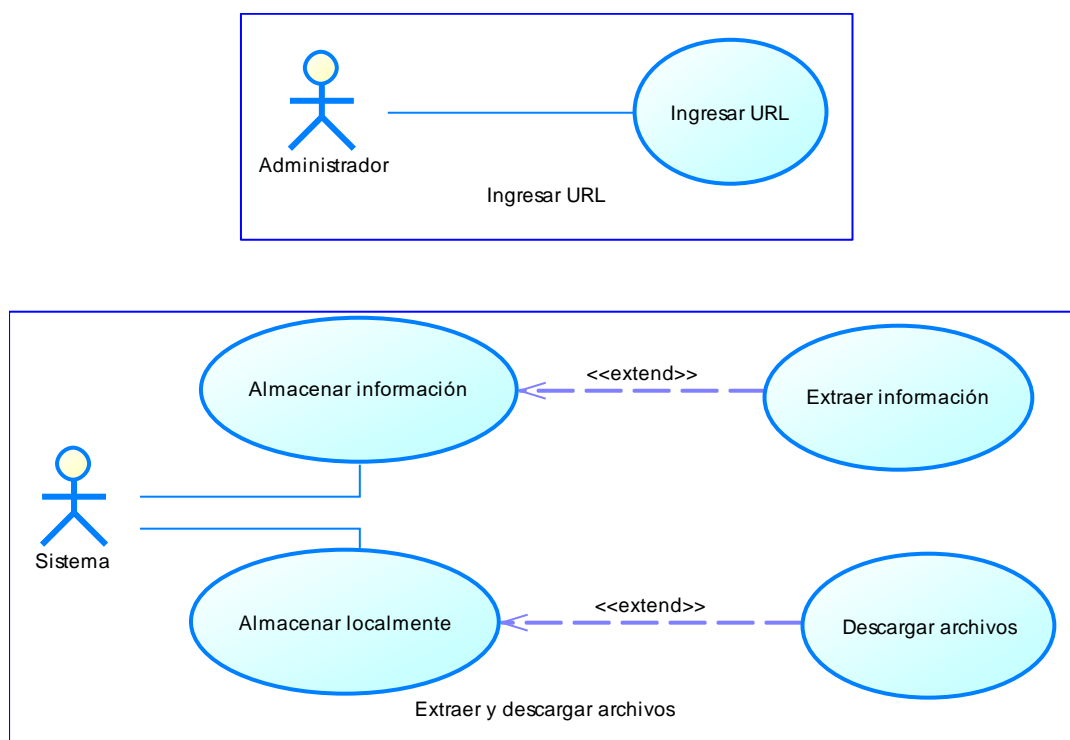 Ingresar URL
Administrador
Ingresar URL
<<extend>>
Almacenar información
Extraer información
Sistema
<<extend>>
Almacenar localmente
Descargar archivos
Extraer y descargar archivos